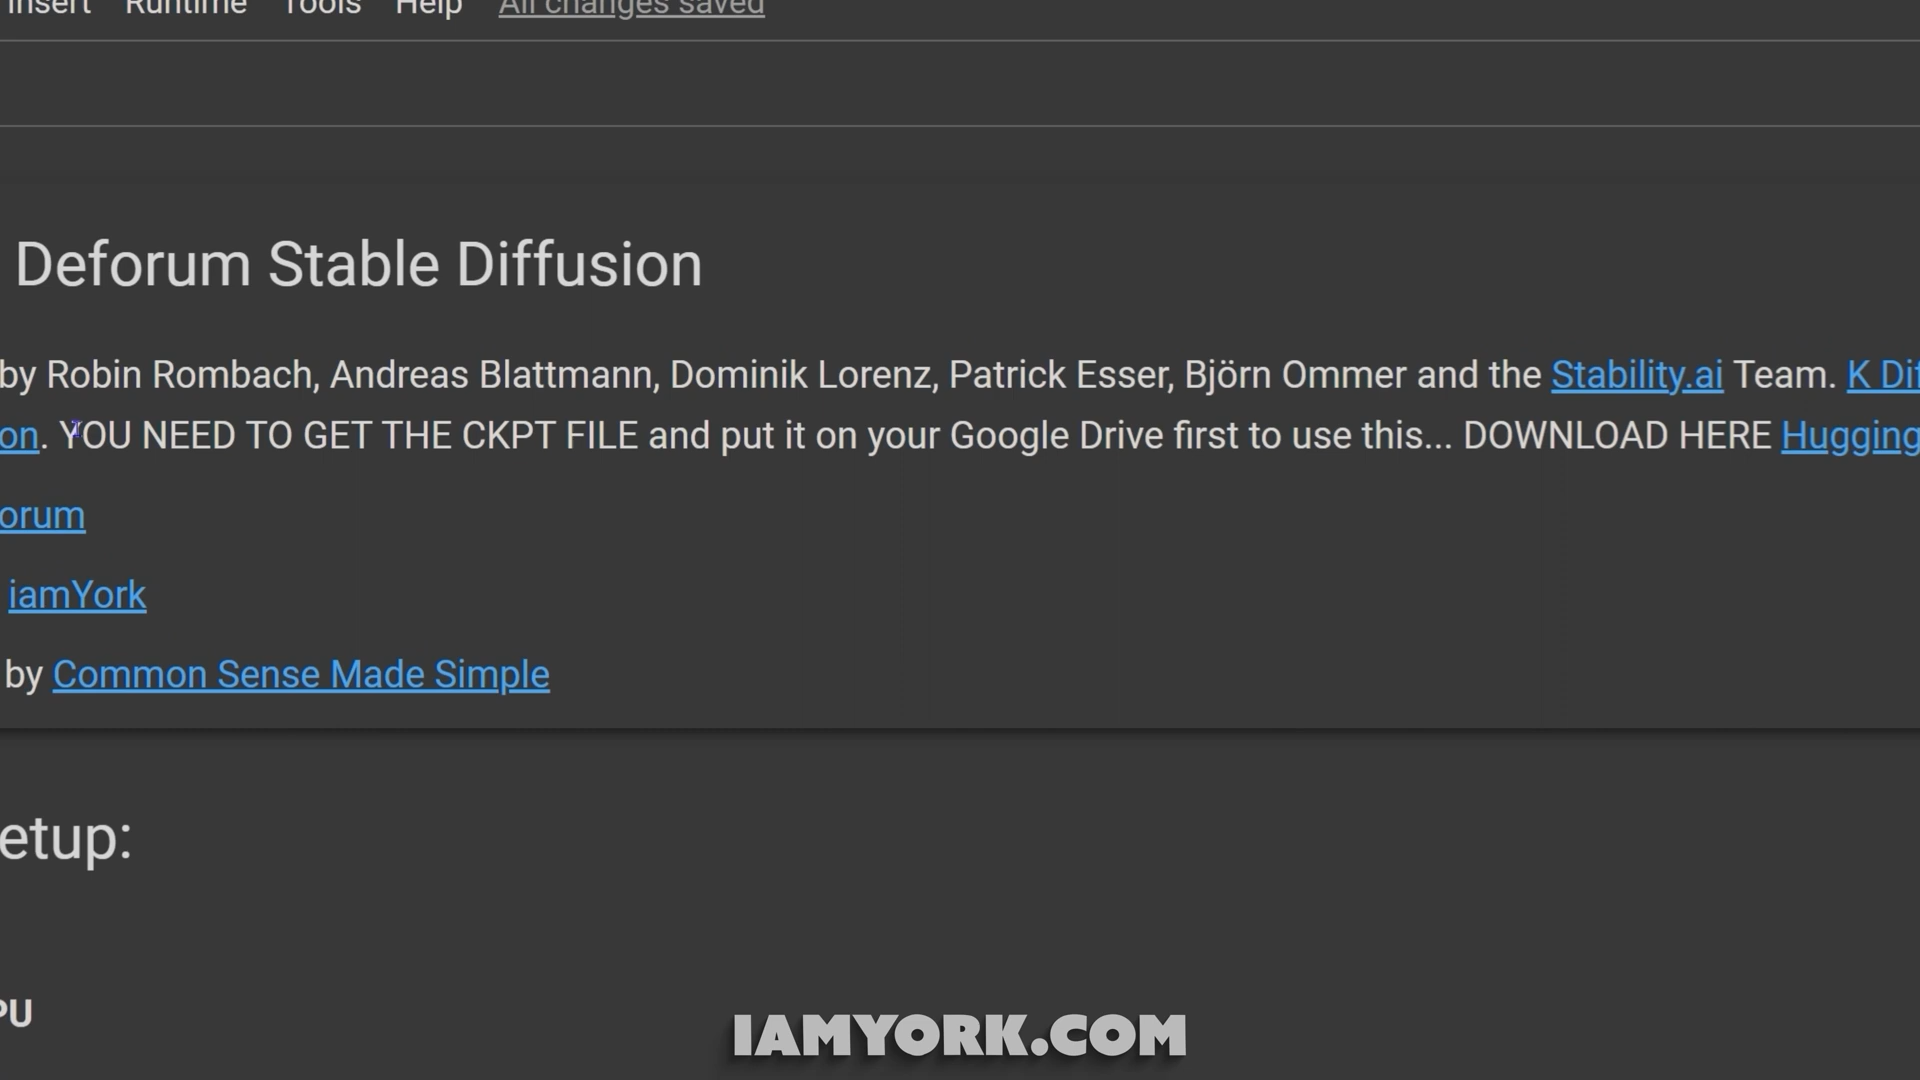 Insert Runtime Tools Help All changes saved
Deforum Stable Diffusion
by Robin Rombach, Andreas Blattmann, Dominik Lorenz, Patrick Esser, Björn Ommer and the Stability.ai Team. K Dif
on. YOU NEED TO GET THE CKPT FILE and put it on your Google Drive first to use this... DOWNLOAD HERE Hugging
orum
iamYork
by Common Sense Made Simple
etup:
PU
IAMYORK.COM